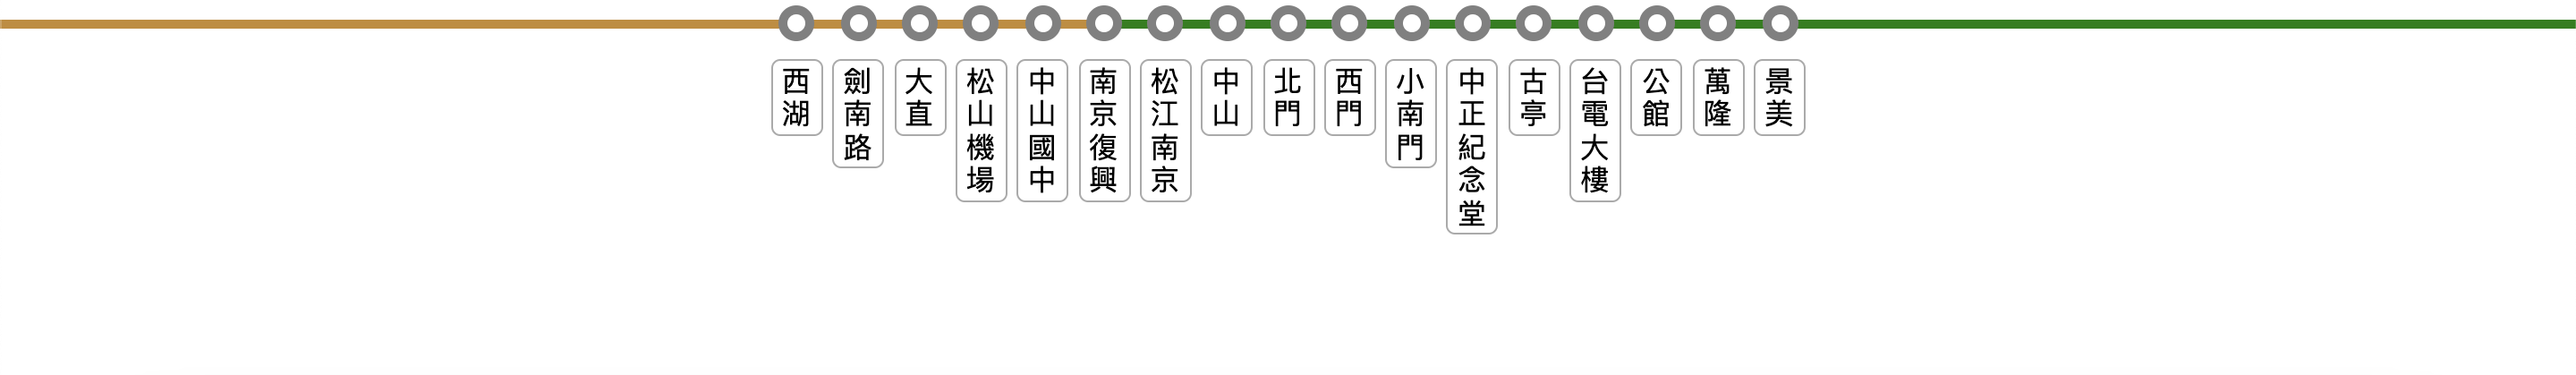 西湖
劍南路
大直
松山機場
中山國中
南京復興
松江南京
中山
北門
西門
小南門
中正紀念堂
古亭
台電大樓
公館
萬隆
景美